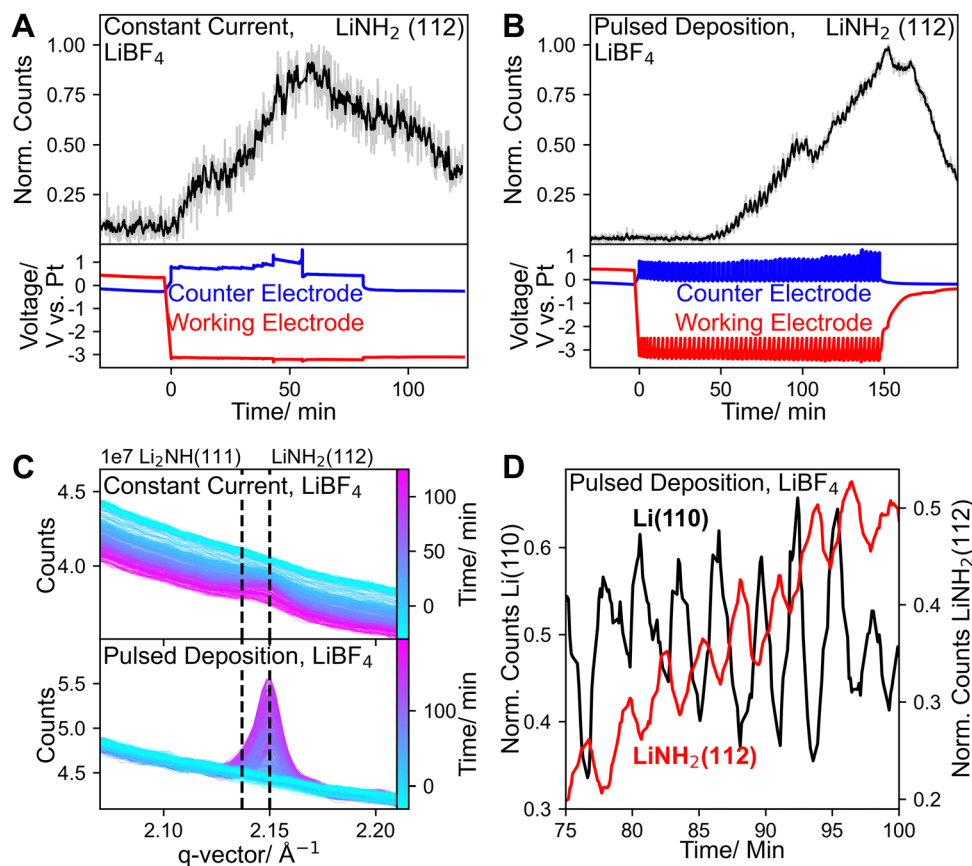 A
Constant Current, LiNH₂ (112)
LiBF₄
Norm. Counts
1.00
0.75
0.50
0.25
Voltage/
V vs. Pt
1
0
-1
-2
-3
Counter Electrode
Working Electrode
0 50 100
Time/ min
B
Pulsed Deposition, LiNH₂ (112)
LiBF₄
Norm. Counts
1.00
0.75
0.50
0.25
Voltage/
V vs. Pt
1
0
-1
-2
-3
Counter Electrode
Working Electrode
0 50 100 150
Time/ min
C
1e7 Li₂NH(111) LiNH₂(112)
Constant Current, LiBF₄
Counts
4.5
4.0
100
50
0
Time/ min
Pulsed Deposition, LiBF₄
Counts
5.5
5.0
4.5
100
0
Time/ min
2.10 2.15 2.20
q-vector/ Å⁻¹
D
Pulsed Deposition, LiBF₄
Li(110)
LiNH₂(112)
Norm. Counts Li(110)
0.6
0.5
0.4
0.3
Norm. Counts LiNH₂(112)
0.5
0.4
0.3
0.2
75 80 85 90 95 100
Time/ Min